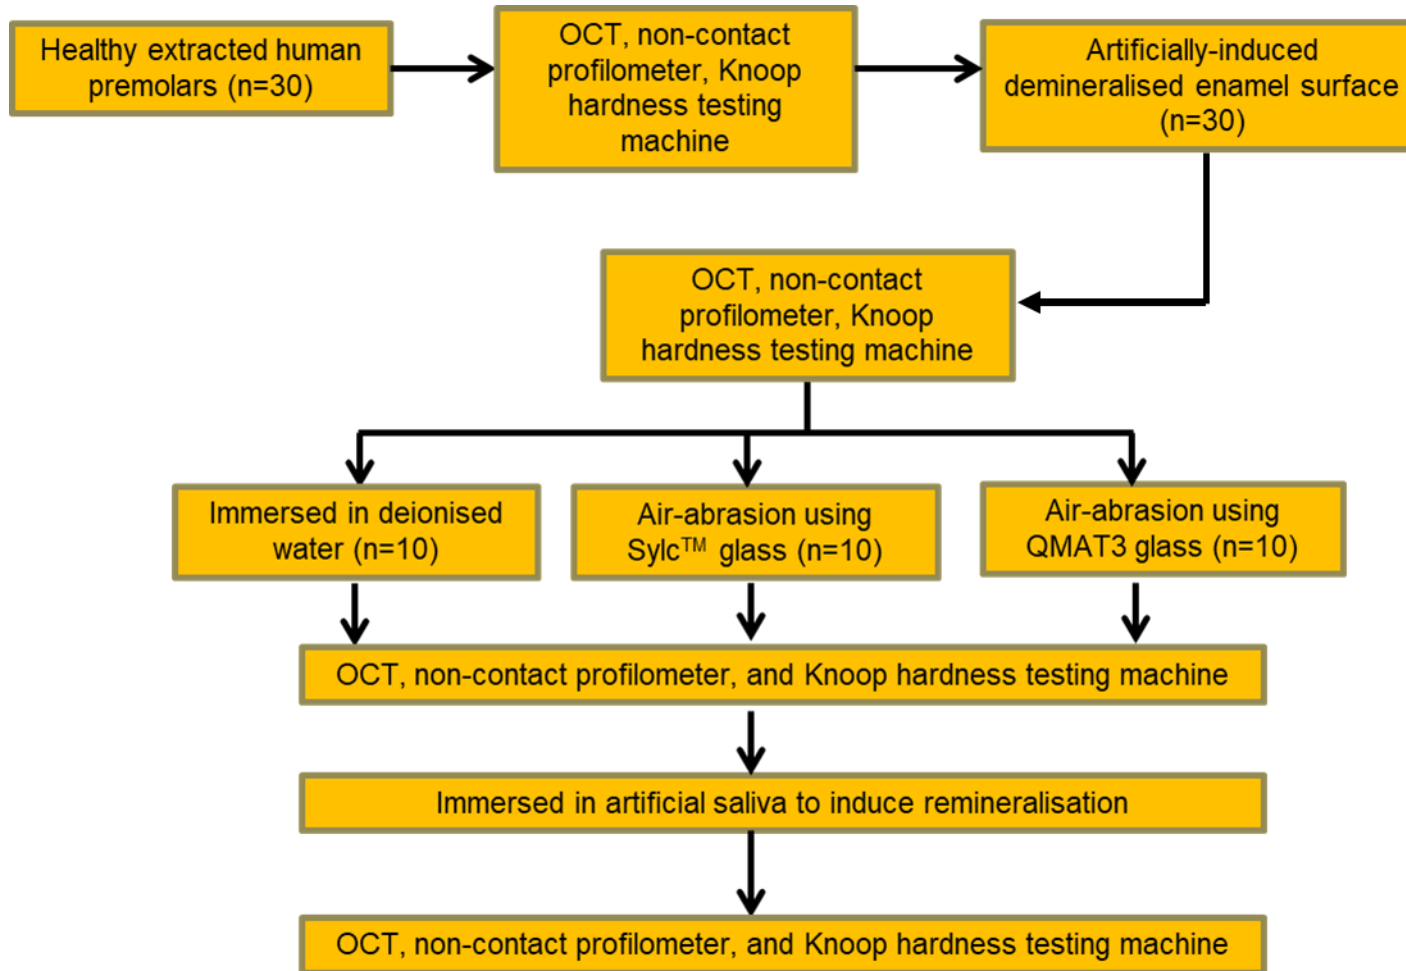 Healthy extracted human
premolars (n=30)
OCT, non-contact
profilometer, Knoop
hardness testing
machine
Artificially-induced
demineralised enamel surface
(n=30)
OCT, non-contact
profilometer, Knoop
hardness testing machine
Immersed in deionised
water (n=10)
Air-abrasion using
Sylc™ glass (n=10)
Air-abrasion using
QMAT3 glass (n=10)
OCT, non-contact profilometer, and Knoop hardness testing machine
Immersed in artificial saliva to induce remineralisation
OCT, non-contact profilometer, and Knoop hardness testing machine